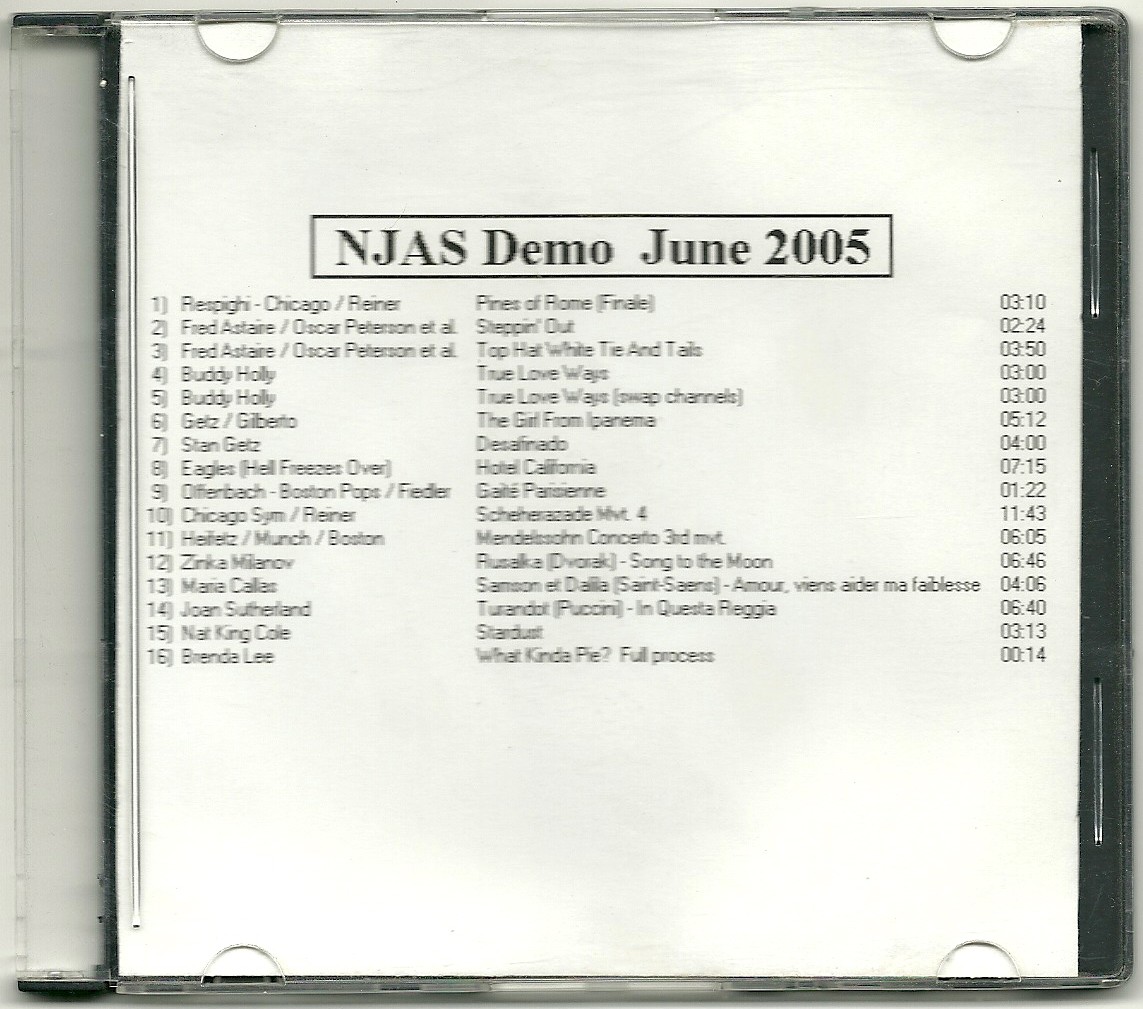 NJAS Demo June 2005
1) Respighi - Chicago / Reiner Pines of Rome (Finale) 03:10
2) Fred Astaire / Oscar Peterson et al. Steppin' Out 02:24
3) Fred Astaire / Oscar Peterson et al. Top Hat White Tie And Tails 03:50
4) Buddy Holly True Love Ways 03:00
5) Buddy Holly True Love Ways (swap channels) 03:00
6) Getz / Gilberto The Girl From Ipanema 05:12
7) Stan Getz Desafinado 04:00
8) Eagles (Hell Freezes Over) Hotel California 07:15
9) Offenbach - Boston Pops / Fiedler Gaité Parisienne 01:22
10) Chicago Sym / Reiner Scheherazade Mvt. 4 11:43
11) Heifetz / Munch / Boston Mendelssohn Concerto 3rd mvt. 06:05
12) Zinka Milanov Rusalka (Dvorak) - Song to the Moon 06:46
13) Maria Callas Samson et Dalila (Saint-Saens) - Amour, viens aider ma faiblesse 04:06
14) Joan Sutherland Turandot (Puccini) - In Questa Reggia 06:40
15) Nat King Cole Stardust 03:13
16) Brenda Lee What Kinda Pie? Full process 00:14